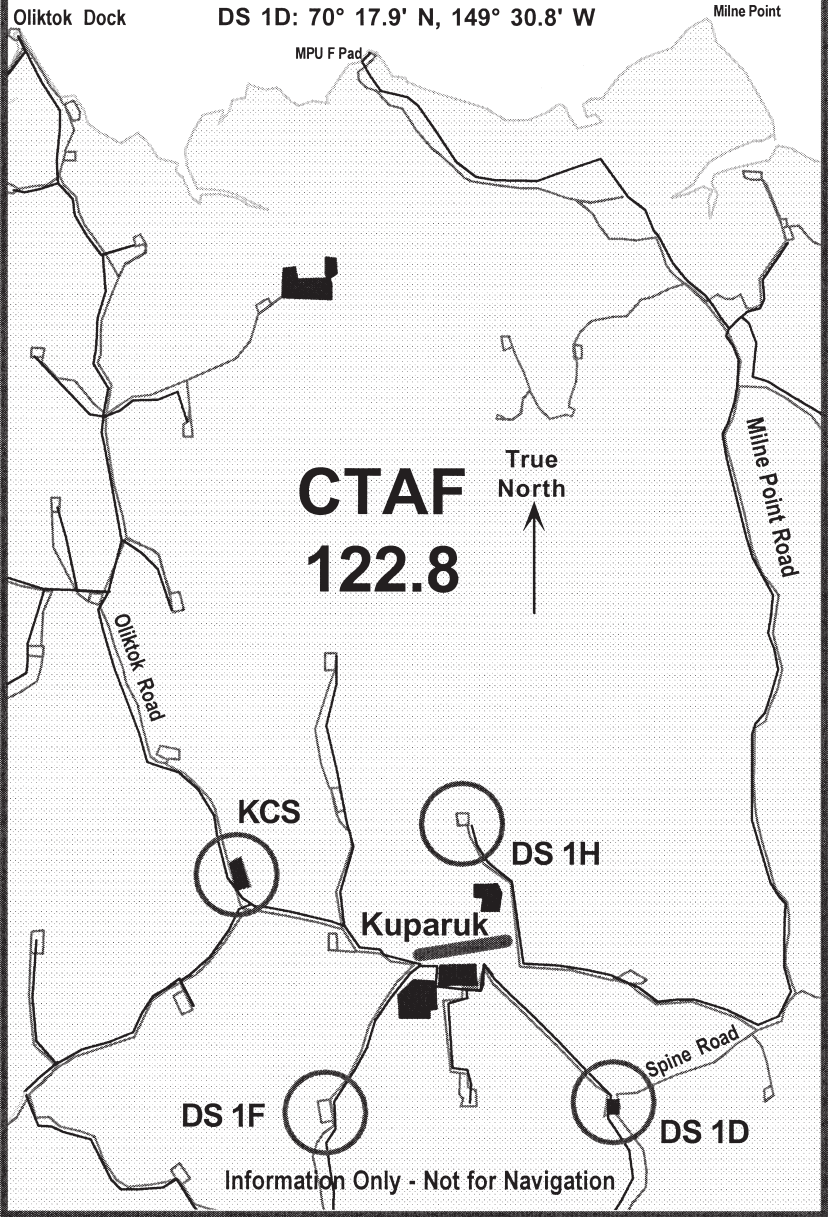 Oliktok Dock
DS 1D: 70° 17.9' N, 149° 30.8' W
Milne Point
MPU F Pad
CTAF
122.8
True
North
Milne Point Road
Oliktok Road
KCS
DS 1H
Kuparuk
Spine Road
DS 1F
DS 1D
Information Only - Not for Navigation